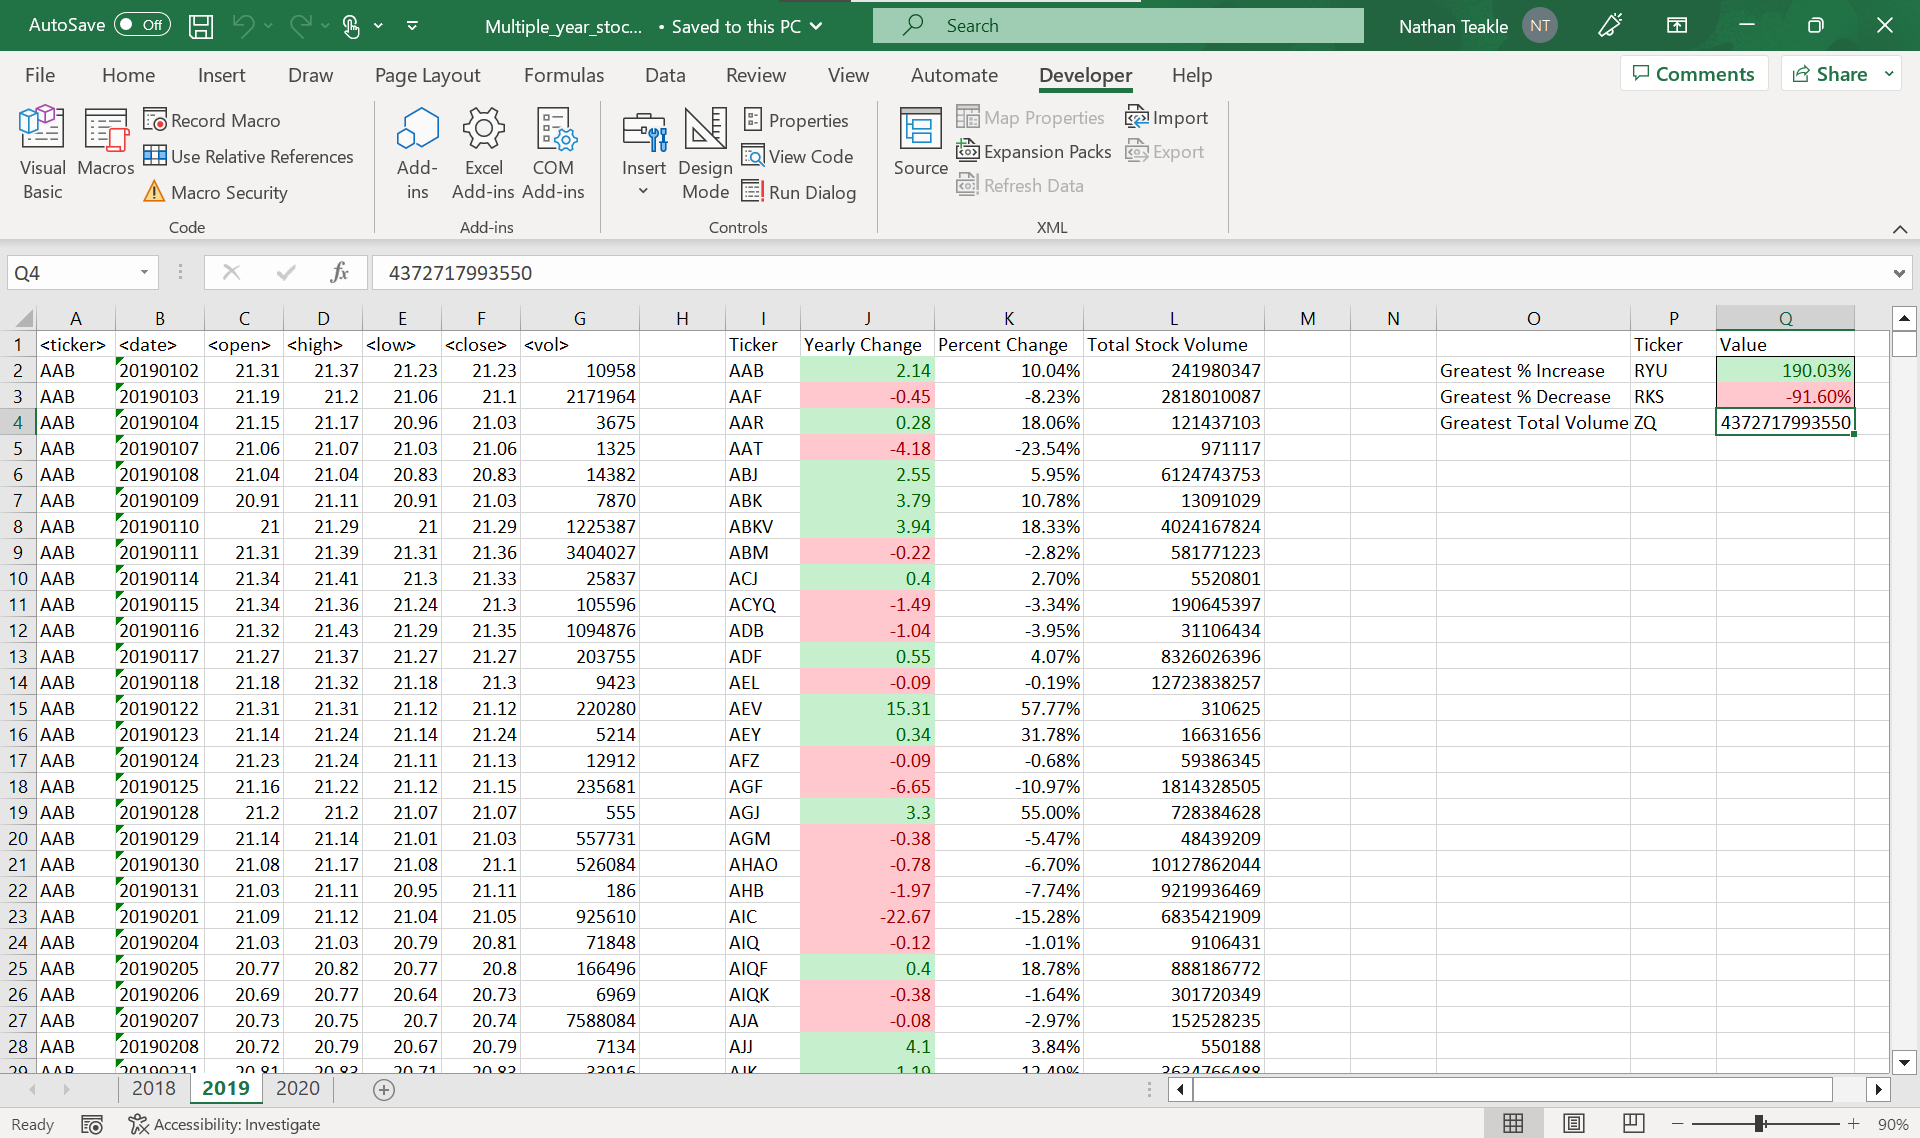 AutoSave Off Multiple_year_stoc... • Saved to this PC Search Nathan Teakle NT
File Home Insert Draw Page Layout Formulas Data Review View Automate Developer Help Comments Share
Visual Basic Macros Record Macro Use Relative References Macro Security
Add-ins Excel Add-ins COM Add-ins
Insert Design Mode Properties View Code Run Dialog
Source Map Properties Expansion Packs Refresh Data Import Export
Code Add-ins Controls XML
Q4 fx 4372717993550
A B C D E F G H I J K L M N O P Q
1 <ticker> <date> <open> <high> <low> <close> <vol> Ticker Yearly Change Percent Change Total Stock Volume Ticker Value
2 AAB 20190102 21.31 21.37 21.23 21.23 10958 AAB 2.14 10.04% 241980347 Greatest % Increase RYU 190.03%
3 AAB 20190103 21.19 21.2 21.06 21.1 2171964 AAF -0.45 -8.23% 2818010087 Greatest % Decrease RKS -91.60%
4 AAB 20190104 21.15 21.17 20.96 21.03 3675 AAR 0.28 18.06% 121437103 Greatest Total Volume ZQ 4372717993550
5 AAB 20190107 21.06 21.07 21.03 21.06 1325 AAT -4.18 -23.54% 971117
6 AAB 20190108 21.04 21.04 20.83 20.83 14382 ABJ 2.55 5.95% 6124743753
7 AAB 20190109 20.91 21.11 20.91 21.03 7870 ABK 3.79 10.78% 13091029
8 AAB 20190110 21 21.29 21 21.29 1225387 ABKV 3.94 18.33% 4024167824
9 AAB 20190111 21.31 21.39 21.31 21.36 3404027 ABM -0.22 -2.82% 581771223
10 AAB 20190114 21.34 21.41 21.3 21.33 25837 ACJ 0.4 2.70% 5520801
11 AAB 20190115 21.34 21.36 21.24 21.3 105596 ACYQ -1.49 -3.34% 190645397
12 AAB 20190116 21.32 21.43 21.29 21.35 1094876 ADB -1.04 -3.95% 31106434
13 AAB 20190117 21.27 21.37 21.27 21.27 203755 ADF 0.55 4.07% 8326026396
14 AAB 20190118 21.18 21.32 21.18 21.3 9423 AEL -0.09 -0.19% 12723838257
15 AAB 20190122 21.31 21.31 21.12 21.12 220280 AEV 15.31 57.77% 310625
16 AAB 20190123 21.14 21.24 21.14 21.24 5214 AEY 0.34 31.78% 16631656
17 AAB 20190124 21.23 21.24 21.11 21.13 12912 AFZ -0.09 -0.68% 59386345
18 AAB 20190125 21.16 21.22 21.12 21.15 235681 AGF -6.65 -10.97% 1814328505
19 AAB 20190128 21.2 21.2 21.07 21.07 555 AGJ 3.3 55.00% 728384628
20 AAB 20190129 21.14 21.14 21.01 21.03 557731 AGM -0.38 -5.47% 48439209
21 AAB 20190130 21.08 21.17 21.08 21.1 526084 AHAO -0.78 -6.70% 10127862044
22 AAB 20190131 21.03 21.11 20.95 21.11 186 AHB -1.97 -7.74% 9219936469
23 AAB 20190201 21.09 21.12 21.04 21.05 925610 AIC -22.67 -15.28% 6835421909
24 AAB 20190204 21.03 21.03 20.79 20.81 71848 AIQ -0.12 -1.01% 9106431
25 AAB 20190205 20.77 20.82 20.77 20.8 166496 AIQF 0.4 18.78% 888186772
26 AAB 20190206 20.69 20.77 20.64 20.73 6969 AIQK -0.38 -1.64% 301720349
27 AAB 20190207 20.73 20.75 20.7 20.74 7588084 AJA -0.08 -2.97% 152528235
28 AAB 20190208 20.72 20.79 20.67 20.79 7134 AJJ 4.1 3.84% 550188
29 AAB 20190211 20.81 20.83 20.71 20.83 33916 AJK 1.19 12.49% 3634766488
2018 2019 2020
Ready Accessibility: Investigate 90%